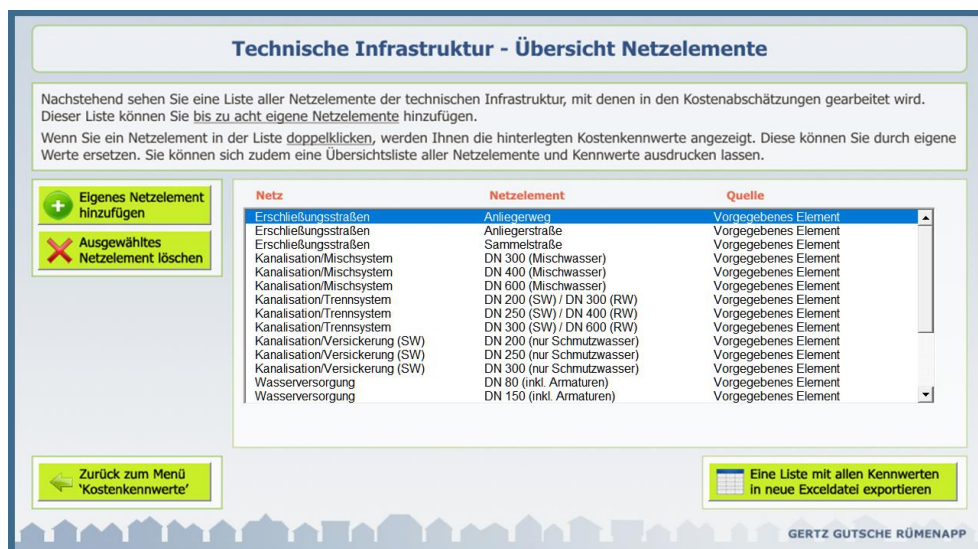 Technische Infrastruktur - Übersicht Netzelemente
Nachstehend sehen Sie eine Liste aller Netzelemente der technischen Infrastruktur, mit denen in den Kostenabschätzungen gearbeitet wird.
Dieser Liste können Sie bis zu acht eigene Netzelemente hinzufügen.
Wenn Sie ein Netzelement in der Liste doppelklicken, werden Ihnen die hinterlegten Kostenkennwerte angezeigt. Diese können Sie durch eigene
Werte ersetzen. Sie können sich zudem eine Übersichtsliste aller Netzelemente und Kennwerte ausdrucken lassen.
Eigenes Netzelement
hinzufügen
Ausgewähltes
Netzelement löschen
Netz Netzelement Quelle
Erschließungsstraßen Anliegerweg Vorgegebenes Element
Erschließungsstraßen Anliegerstraße Vorgegebenes Element
Erschließungsstraßen Sammelstraße Vorgegebenes Element
Kanalisation/Mischsystem DN 300 (Mischwasser) Vorgegebenes Element
Kanalisation/Mischsystem DN 400 (Mischwasser) Vorgegebenes Element
Kanalisation/Mischsystem DN 600 (Mischwasser) Vorgegebenes Element
Kanalisation/Trennsystem DN 200 (SW) / DN 300 (RW) Vorgegebenes Element
Kanalisation/Trennsystem DN 250 (SW) / DN 400 (RW) Vorgegebenes Element
Kanalisation/Trennsystem DN 300 (SW) / DN 600 (RW) Vorgegebenes Element
Kanalisation/Versickerung (SW) DN 200 (nur Schmutzwasser) Vorgegebenes Element
Kanalisation/Versickerung (SW) DN 250 (nur Schmutzwasser) Vorgegebenes Element
Kanalisation/Versickerung (SW) DN 300 (nur Schmutzwasser) Vorgegebenes Element
Wasserversorgung DN 80 (inkl. Armaturen) Vorgegebenes Element
Wasserversorgung DN 150 (inkl. Armaturen) Vorgegebenes Element
Zurück zum Menü
'Kostenkennwerte'
Eine Liste mit allen Kennwerten
in neue Exceldatei exportieren
GERTZ GUTSCHE RÜMENAPP